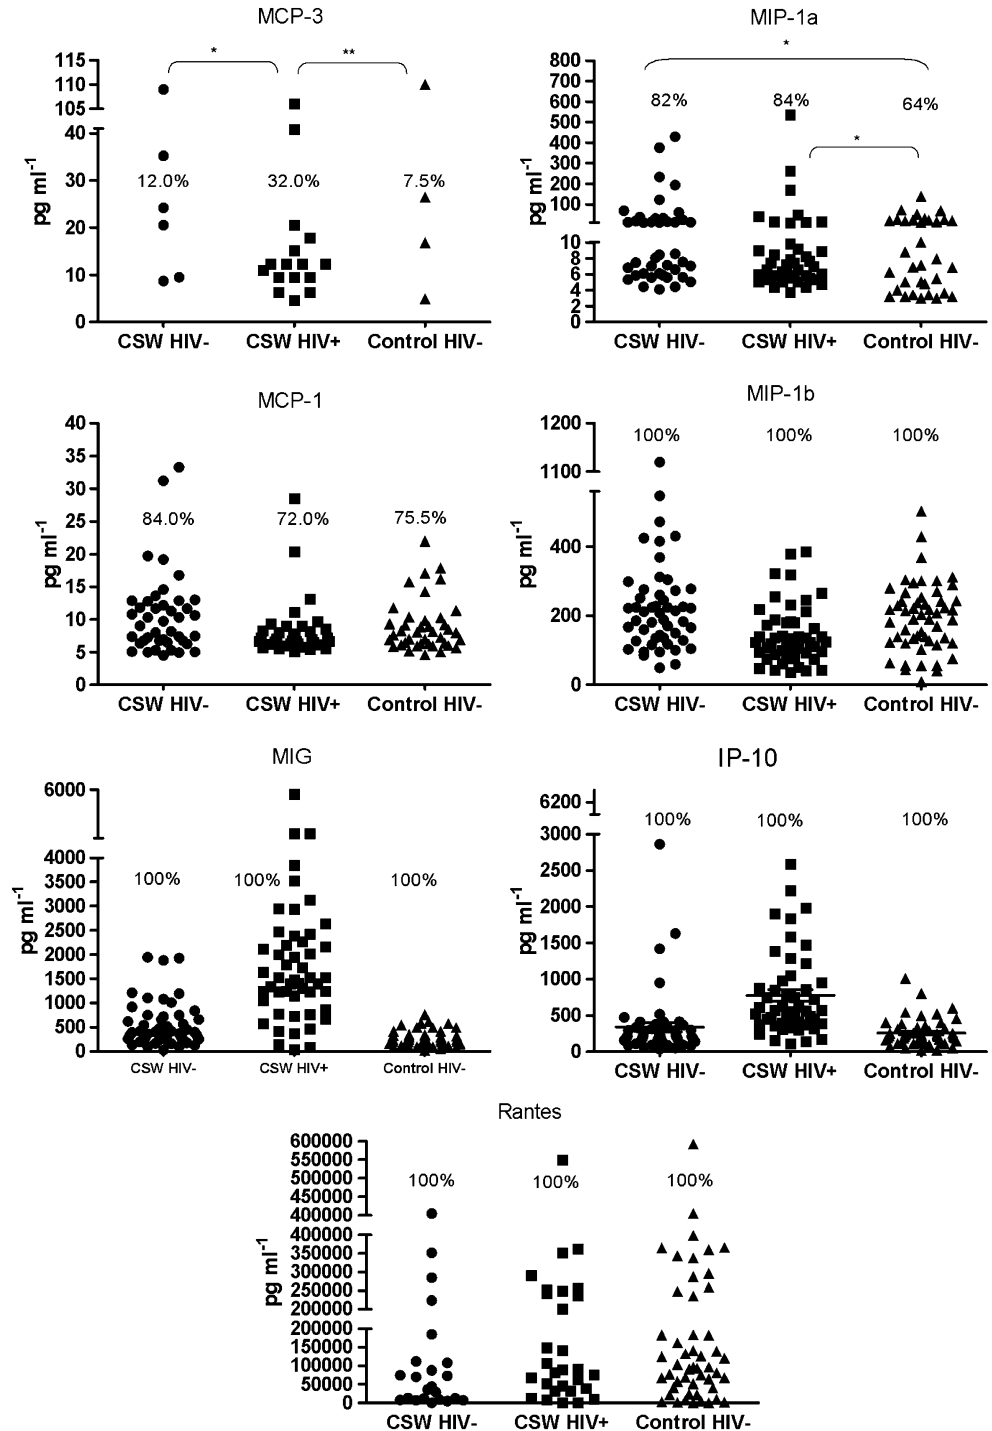 MCP-3
* **
115
110
105
40
30
20
10
0
pg ml-1
12.0% 32.0% 7.5%
CSW HIV- CSW HIV+ Control HIV-
MIP-1a
*
*
800
700
600
500
400
300
200
100
10
8
6
4
2
0
pg ml-1
82% 84% 64%
CSW HIV- CSW HIV+ Control HIV-
MCP-1
40
35
30
25
20
15
10
5
0
pg ml-1
84.0% 72.0% 75.5%
CSW HIV- CSW HIV+ Control HIV-
MIP-1b
1200
1100
400
200
0
pg ml-1
100% 100% 100%
CSW HIV- CSW HIV+ Control HIV-
MIG
6000
4000
3500
3000
2500
2000
1500
1000
500
0
pg ml-1
100% 100% 100%
CSW HIV- CSW HIV+ Control HIV-
IP-10
6200
3000
2500
2000
1500
1000
500
0
pg ml-1
100% 100% 100%
CSW HIV- CSW HIV+ Control HIV-
Rantes
600000
550000
500000
450000
400000
400000
350000
300000
250000
200000
200000
150000
100000
50000
0
pg ml-1
100% 100% 100%
CSW HIV- CSW HIV+ Control HIV-